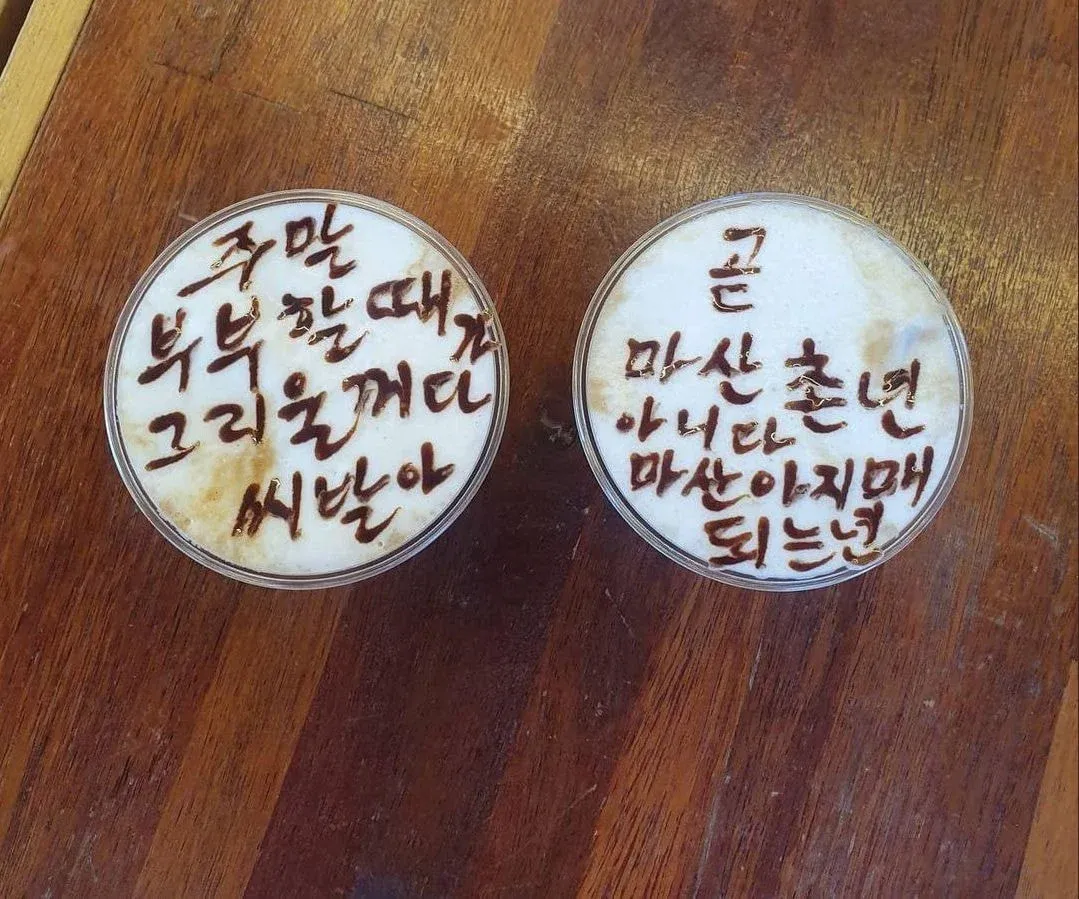 주말
부부할때가
그리울꺼다
씨발아
곧
마산촌년
아니다
마산아지매
되는년